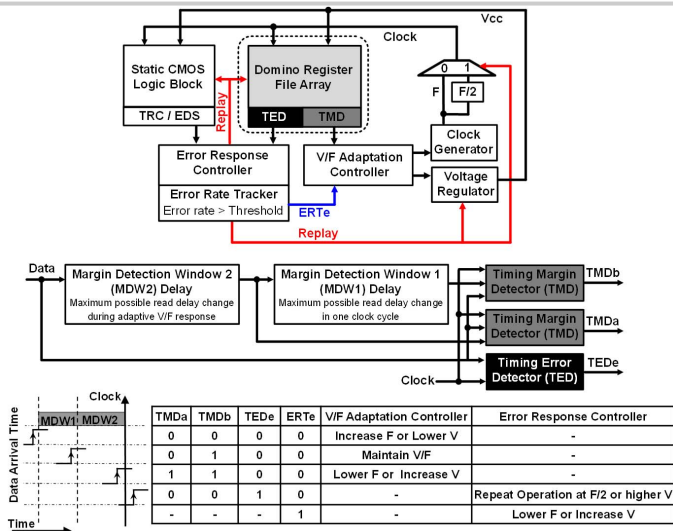 Vcc
Clock
Static CMOS
Logic Block
TRC / EDS
Replay
Domino Register
File Array
TED
TMD
0 1
F
F/2
Clock
Generator
Error Response
Controller
Error Rate Tracker
Error rate > Threshold
V/F Adaptation
Controller
Voltage
Regulator
ERTe
Replay
Data
Margin Detection Window 2
(MDW2) Delay
Maximum possible read delay change
during adaptive V/F response
Margin Detection Window 1
(MDW1) Delay
Maximum possible read delay change
in one clock cycle
Timing Margin
Detector (TMD)
TMDb
Timing Margin
Detector (TMD)
TMDa
Timing Error
Detector (TED)
TEDe
Clock
Clock
MDW1 MDW2
Data Arrival Time
Time
TMDa TMDb TEDe ERTe V/F Adaptation Controller Error Response Controller
0 0 0 0 Increase F or Lower V -
0 1 0 0 Maintain V/F -
1 1 0 0 Lower F or Increase V -
0 0 1 0 - Repeat Operation at F/2 or higher V
- - - 1 - Lower F or Increase V